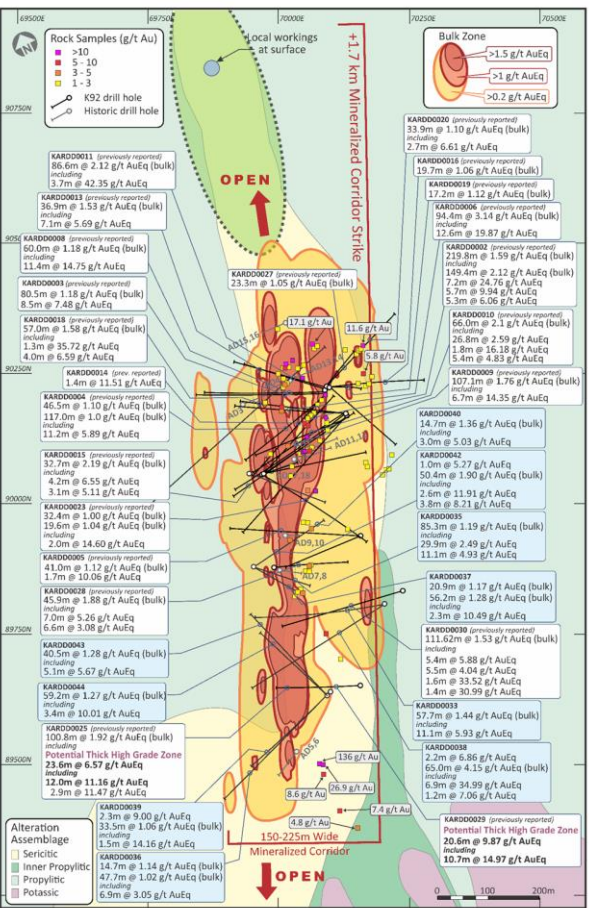 69500
69750
70000
70250
70500
Rock Samples (g/t Au)
>10
5 - 10
3 - 5
1 - 3
K92 drill hole
Historic drill hole
Local workings
at surface
+1.7 km Mineralized Corridor Strike
Bulk Zone
>1.5 g/t AuEq
>1 g/t AuEq
>0.2 g/t AuEq
90750N
90500N
90250N
90000N
89750N
89500N
OPEN
KARDD0011 (previously reported)
86.6m @ 2.12 g/t AuEq (bulk)
including
3.7m @ 42.35 g/t AuEq
KARDD0013 (previously reported)
36.9m @ 1.53 g/t AuEq (bulk)
including
7.1m @ 5.69 g/t AuEq
KARDD0008 (previously reported)
60.0m @ 1.18 g/t AuEq (bulk)
including
11.4m @ 14.75 g/t AuEq
KARDD0003 (previously reported)
80.5m @ 1.18 g/t AuEq (bulk)
8.5m @ 7.48 g/t AuEq
KARDD0018 (previously reported)
57.0m @ 1.58 g/t AuEq (bulk)
including
1.3m @ 35.72 g/t AuEq
4.0m @ 6.59 g/t AuEq
KARDD0014 (prev. reported)
1.4m @ 11.51 g/t AuEq
KARDD0004 (previously reported)
46.5m @ 1.10 g/t AuEq (bulk)
117.0m @ 1.0 g/t AuEq (bulk)
including
11.2m @ 5.89 g/t AuEq
KARDD0015 (previously reported)
32.7m @ 2.19 g/t AuEq (bulk)
including
4.2m @ 6.55 g/t AuEq
3.1m @ 5.11 g/t AuEq
KARDD0023 (previously reported)
32.4m @ 1.00 g/t AuEq (bulk)
19.6m @ 1.04 g/t AuEq (bulk)
including
2.0m @ 14.60 g/t AuEq
KARDD0005 (previously reported)
41.0m @ 1.12 g/t AuEq (bulk)
1.7m @ 10.06 g/t AuEq
KARDD0028 (previously reported)
45.9m @ 1.88 g/t AuEq (bulk)
including
7.0m @ 5.26 g/t AuEq
6.6m @ 3.08 g/t AuEq
KARDD0043
40.5m @ 1.28 g/t AuEq (bulk)
including
5.1m @ 5.67 g/t AuEq
KARDD0044
59.2m @ 1.27 g/t AuEq (bulk)
including
3.4m @ 10.01 g/t AuEq
KARDD0025 (previously reported)
100.8m @ 1.92 g/t AuEq (bulk)
Potential Thick High Grade Zone
23.6m @ 6.57 g/t AuEq
including
12.0m @ 11.16 g/t AuEq
2.9m @ 11.47 g/t AuEq
KARDD0039
2.3m @ 9.00 g/t AuEq
33.5m @ 1.06 g/t AuEq (bulk)
including
1.5m @ 14.16 g/t AuEq
KARDD0036
14.7m @ 1.14 g/t AuEq (bulk)
47.7m @ 1.02 g/t AuEq (bulk)
including
6.9m @ 3.05 g/t AuEq
KARDD0027 (previously reported)
23.3m @ 1.05 g/t AuEq (bulk)
17.1 g/t Au
11.6 g/t Au
5.8 g/t Au
AD15,16
AD9,10
AD7,8
AD5,6
136 g/t Au
26.9 g/t Au
8.6 g/t Au
7.4 g/t Au
4.8 g/t Au
KARDD0020 (previously reported)
33.9m @ 1.10 g/t AuEq (bulk)
including
2.7m @ 6.61 g/t AuEq
KARDD0016 (previously reported)
19.7m @ 1.06 g/t AuEq (bulk)
KARDD0019 (previously reported)
17.2m @ 1.12 g/t AuEq (bulk)
KARDD0006 (previously reported)
94.4m @ 3.14 g/t AuEq (bulk)
including
12.6m @ 19.87 g/t AuEq
KARDD0002 (previously reported)
219.8m @ 1.59 g/t AuEq (bulk)
including
149.4m @ 2.12 g/t AuEq (bulk)
7.2m @ 24.76 g/t AuEq
5.7m @ 9.94 g/t AuEq
5.3m @ 6.06 g/t AuEq
KARDD0010 (previously reported)
66.0m @ 2.1 g/t AuEq (bulk)
including
26.8m @ 2.59 g/t AuEq
1.8m @ 16.18 g/t AuEq
5.4m @ 4.83 g/t AuEq
KARDD0009 (previously reported)
107.1m @ 1.76 g/t AuEq (bulk)
including
6.7m @ 14.35 g/t AuEq
KARDD0040
14.7m @ 1.36 g/t AuEq (bulk)
including
3.0m @ 5.03 g/t AuEq
KARDD0042
1.0m @ 5.27 g/t AuEq
50.4m @ 1.90 g/t AuEq (bulk)
including
2.6m @ 11.91 g/t AuEq
3.8m @ 8.21 g/t AuEq
KARDD0035
85.3m @ 1.19 g/t AuEq (bulk)
including
29.9m @ 2.49 g/t AuEq
11.1m @ 4.93 g/t AuEq
KARDD0037
20.9m @ 1.17 g/t AuEq (bulk)
56.2m @ 1.28 g/t AuEq (bulk)
including
2.3m @ 10.49 g/t AuEq
KARDD0030 (previously reported)
111.62m @ 1.53 g/t AuEq (bulk)
including
5.4m @ 5.88 g/t AuEq
5.5m @ 4.04 g/t AuEq
1.6m @ 33.52 g/t AuEq
1.4m @ 30.99 g/t AuEq
KARDD0033
57.7m @ 1.44 g/t AuEq (bulk)
including
11.1m @ 5.93 g/t AuEq
KARDD0038
2.2m @ 6.86 g/t AuEq
65.0m @ 4.15 g/t AuEq (bulk)
including
6.9m @ 34.99 g/t AuEq
1.2m @ 7.06 g/t AuEq
KARDD0029 (previously reported)
Potential Thick High Grade Zone
20.6m @ 9.87 g/t AuEq
including
10.7m @ 14.97 g/t AuEq
150-225m Wide
Mineralized Corridor
OPEN
Alteration
Assemblage
Sericitic
Inner Propylitic
Propylitic
Potassic
0
100
200m